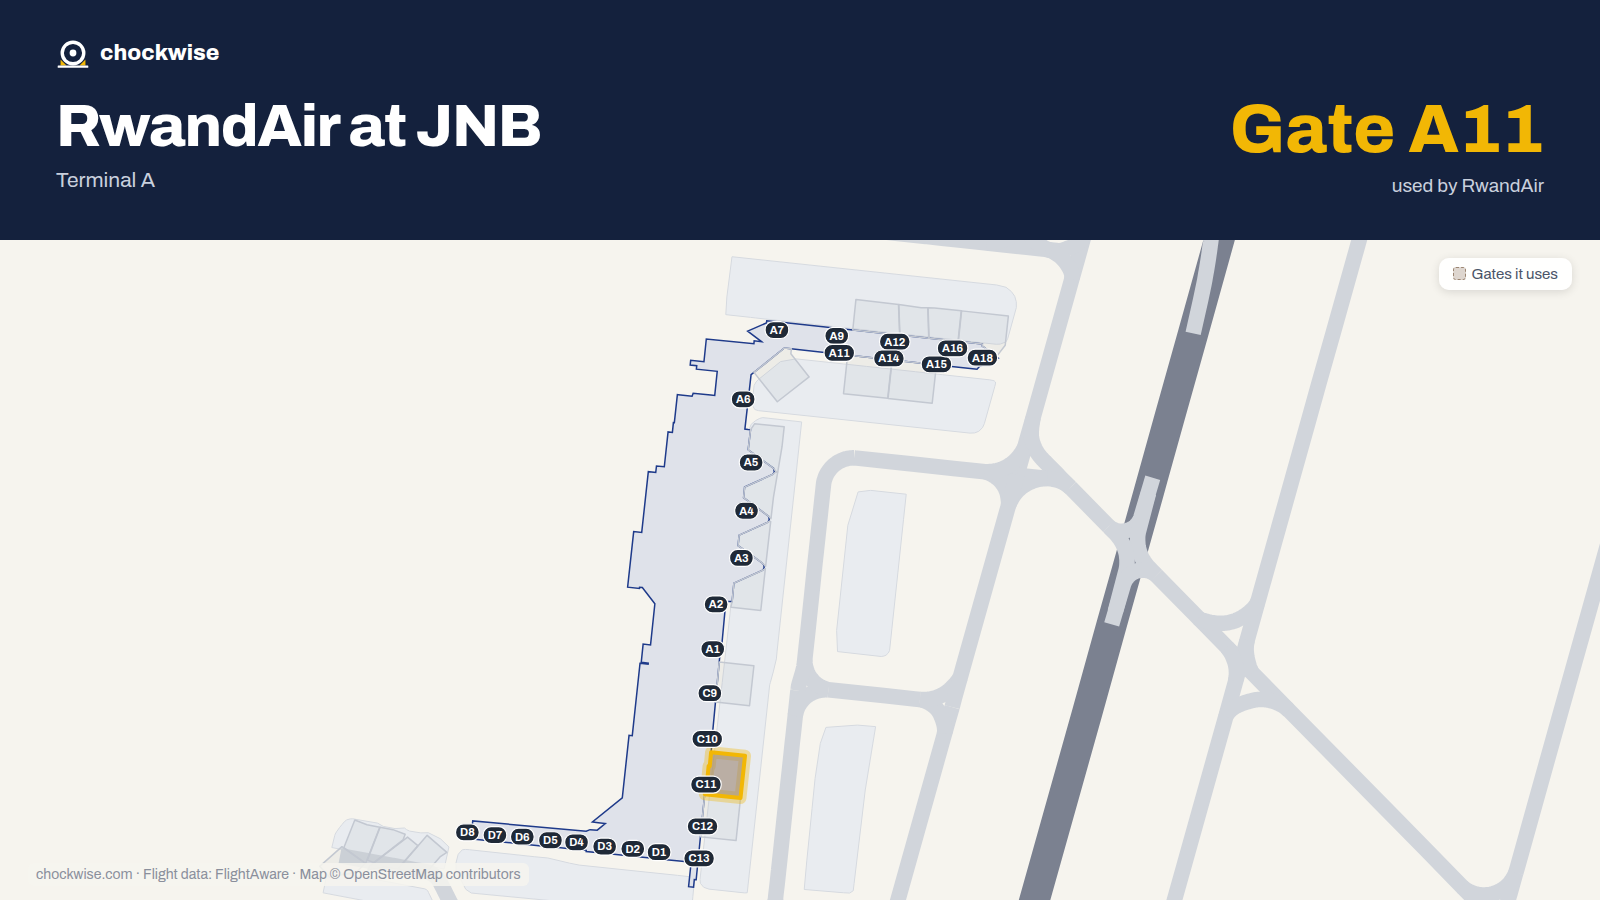 chockwise
RwandAir at JNB
Terminal A
Gate A11
used by RwandAir
Gates it uses
A7
A9
A11
A12
A14
A16
A15
A18
A6
A5
A4
A3
A2
A1
C9
C10
C11
C12
C13
D8
D7
D6
D5
D4
D3
D2
D1
chockwise.com · Flight data: FlightAware · Map © OpenStreetMap contributors